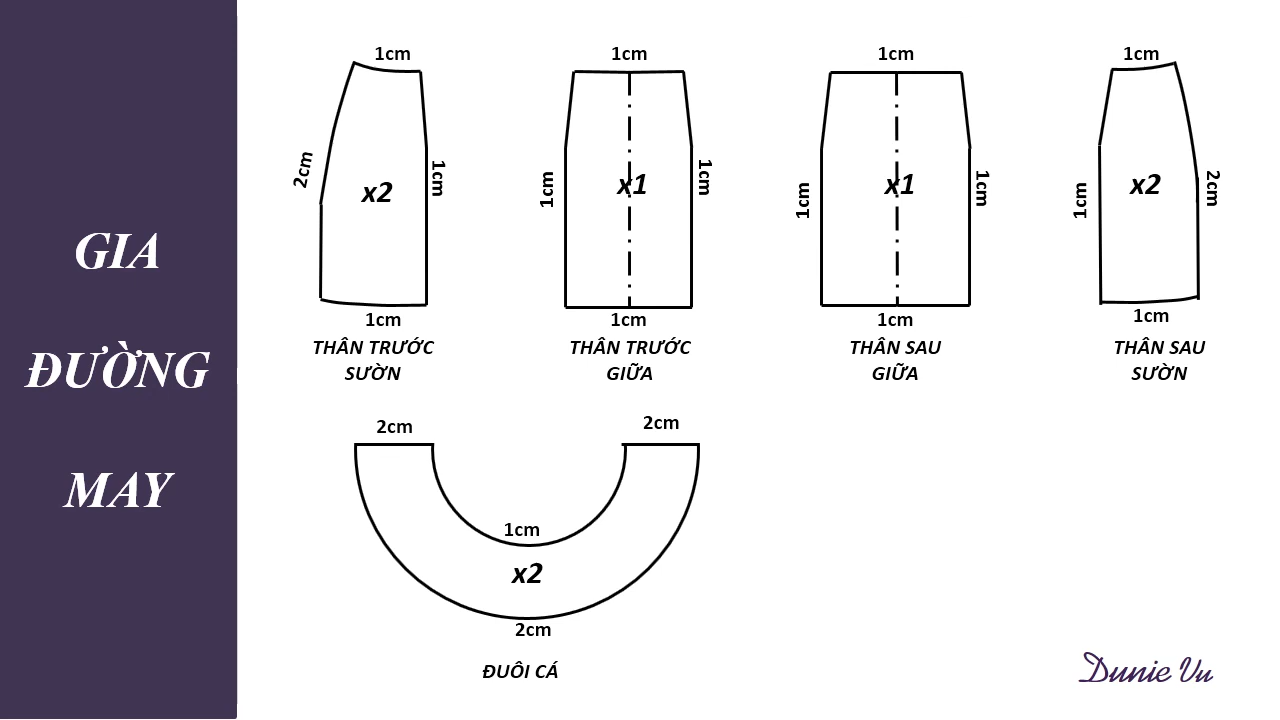 GIA
ĐƯỜNG
MAY
1cm
1cm
1cm
1cm
2cm
x2
1cm
1cm
x1
1cm
1cm
x1
1cm
1cm
x2
2cm
1cm
1cm
1cm
1cm
THÂN TRƯỚC
SƯỜN
THÂN TRƯỚC
GIỮA
THÂN SAU
GIỮA
THÂN SAU
SƯỜN
2cm
2cm
1cm
x2
2cm
ĐUÔI CÁ
Dunie Vu